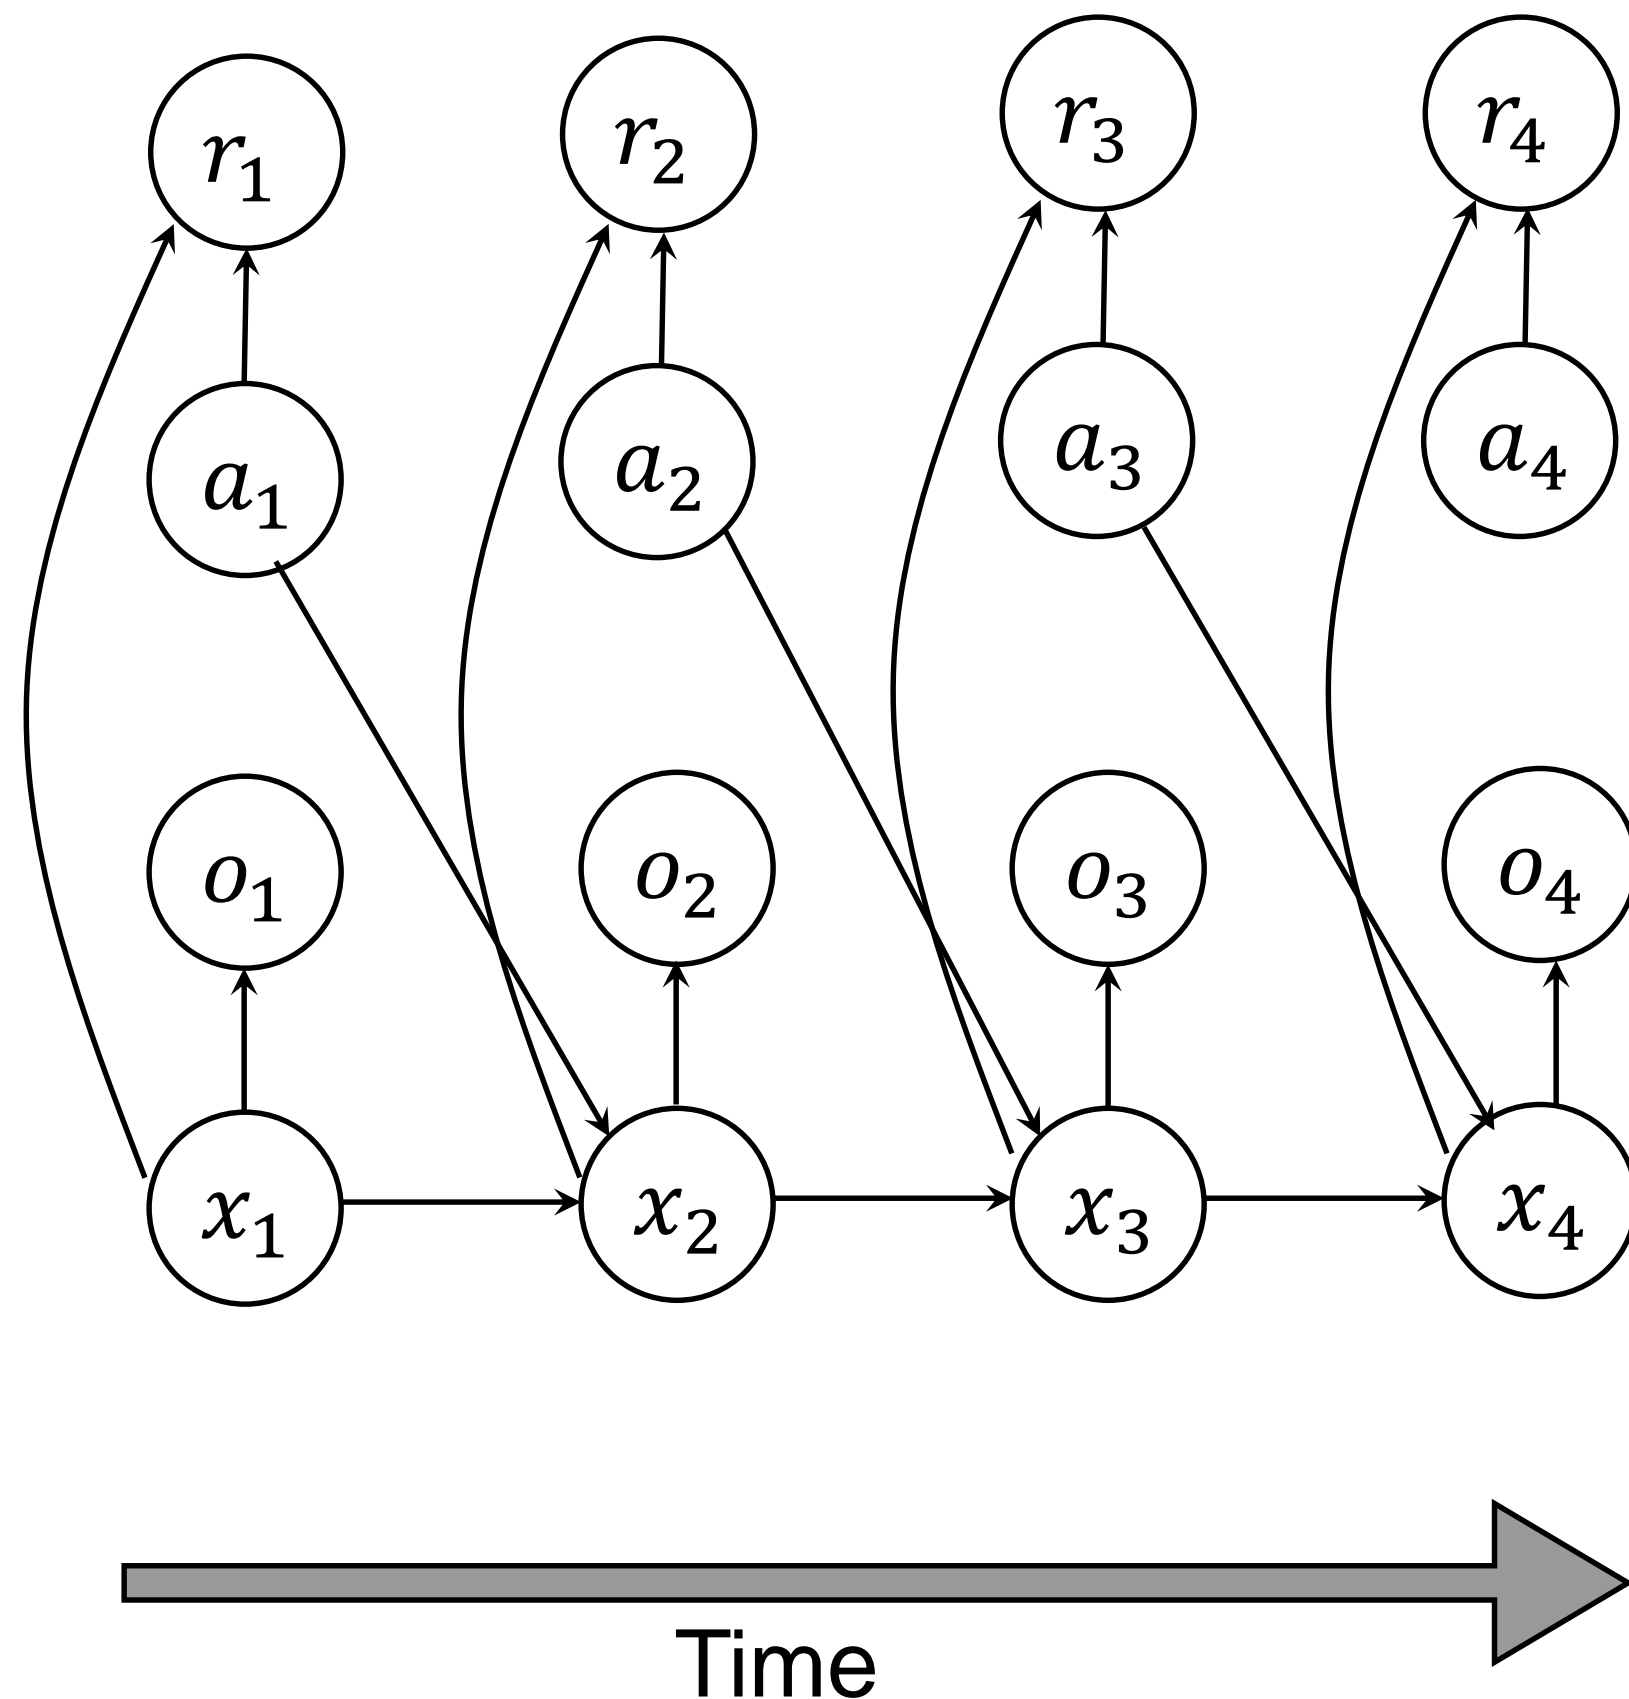 r₁ r₂ r₃ r₄
a₁ a₂ a₃ a₄
o₁ o₂ o₃ o₄
x₁ x₂ x₃ x₄
Time